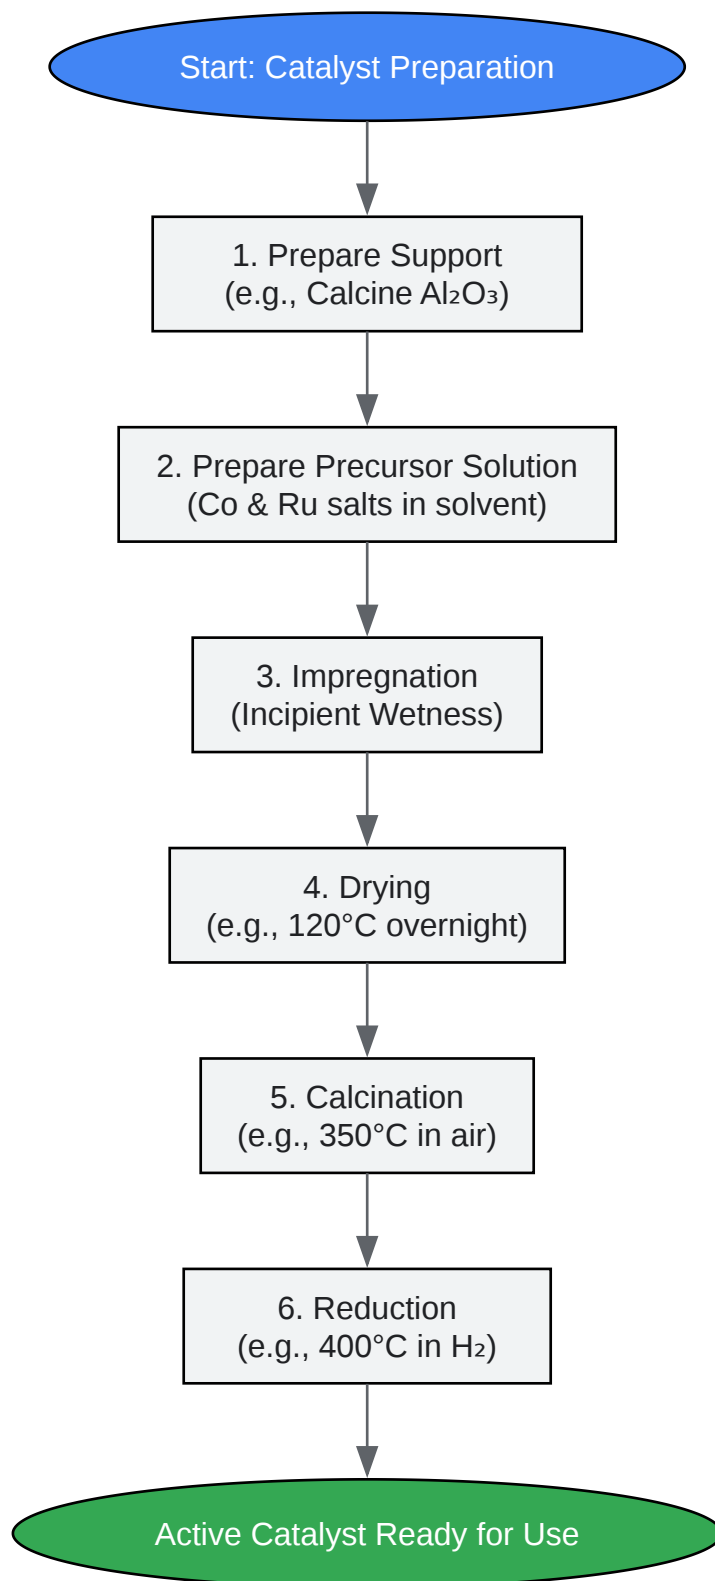 Start: Catalyst Preparation
1. Prepare Support
(e.g., Calcine Al₂O₃)
2. Prepare Precursor Solution
(Co & Ru salts in solvent)
3. Impregnation
(Incipient Wetness)
4. Drying
(e.g., 120°C overnight)
5. Calcination
(e.g., 350°C in air)
6. Reduction
(e.g., 400°C in H₂)
Active Catalyst Ready for Use